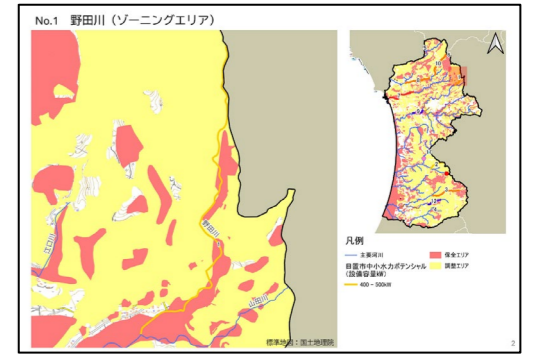 No.1 野田川（ゾーニングエリア）
野田川
江口川
山田川
標準地図：国土地理院
凡例
主要河川
保全エリア
日置市中小水力ポテンシャル
(設備容量kW)
調整エリア
400 - 500kW
2